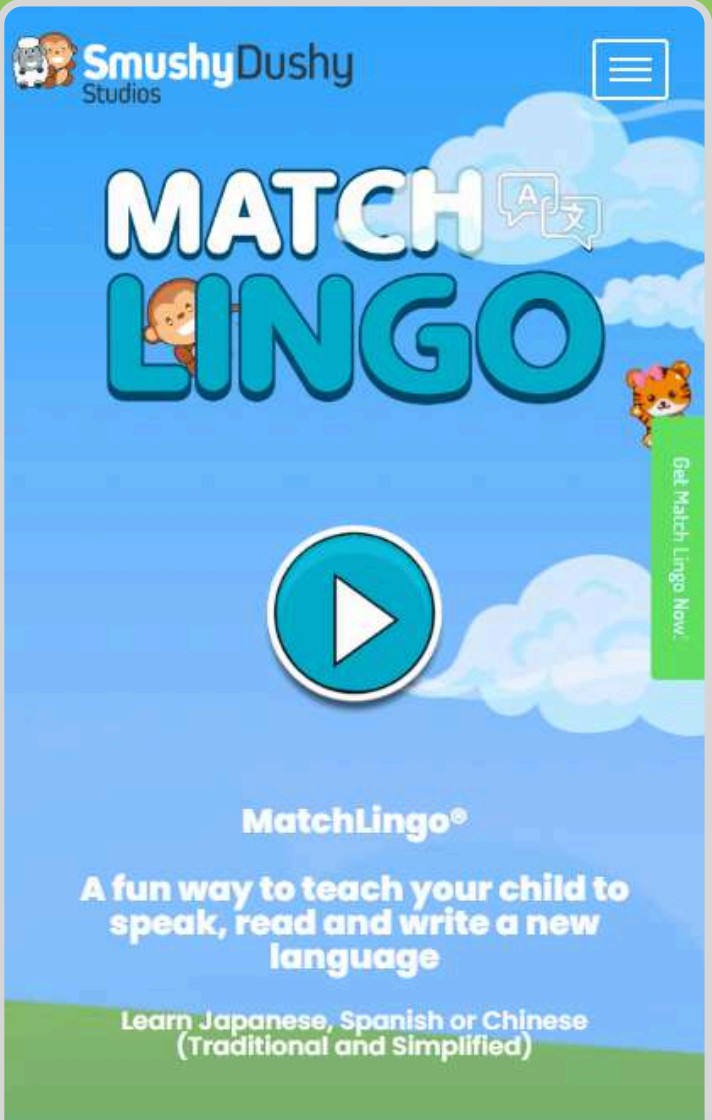 SmushyDushy
Studios
MATCH
A 文
LINGO
Get Match Lingo Now.
MatchLingo®
A fun way to teach your child to
speak, read and write a new
language
Learn Japanese, Spanish or Chinese
(Traditional and Simplified)